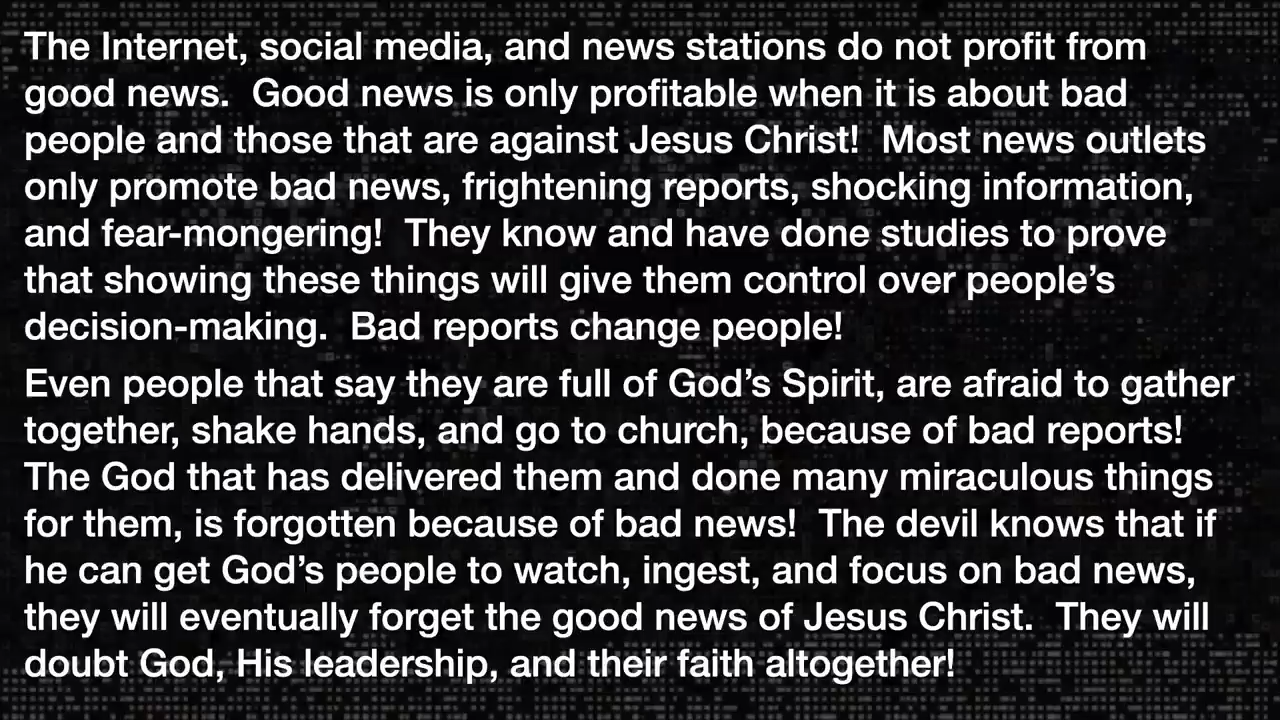 The Internet, social media, and news stations do not profit from
good news.  Good news is only profitable when it is about bad
people and those that are against Jesus Christ!  Most news outlets
only promote bad news, frightening reports, shocking information,
and fear-mongering!  They know and have done studies to prove
that showing these things will give them control over people’s
decision-making.  Bad reports change people!
Even people that say they are full of God’s Spirit, are afraid to gather
together, shake hands, and go to church, because of bad reports!
The God that has delivered them and done many miraculous things
for them, is forgotten because of bad news!  The devil knows that if
he can get God’s people to watch, ingest, and focus on bad news,
they will eventually forget the good news of Jesus Christ.  They will
doubt God, His leadership, and their faith altogether!